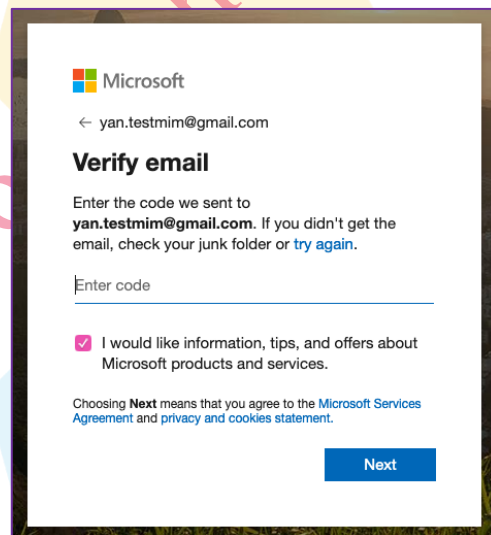 Microsoft
← yan.testmim@gmail.com
Verify email
Enter the code we sent to
yan.testmim@gmail.com. If you didn't get the
email, check your junk folder or try again.
Enter code
I would like information, tips, and offers about
Microsoft products and services.
Choosing Next means that you agree to the Microsoft Services
Agreement and privacy and cookies statement.
Next